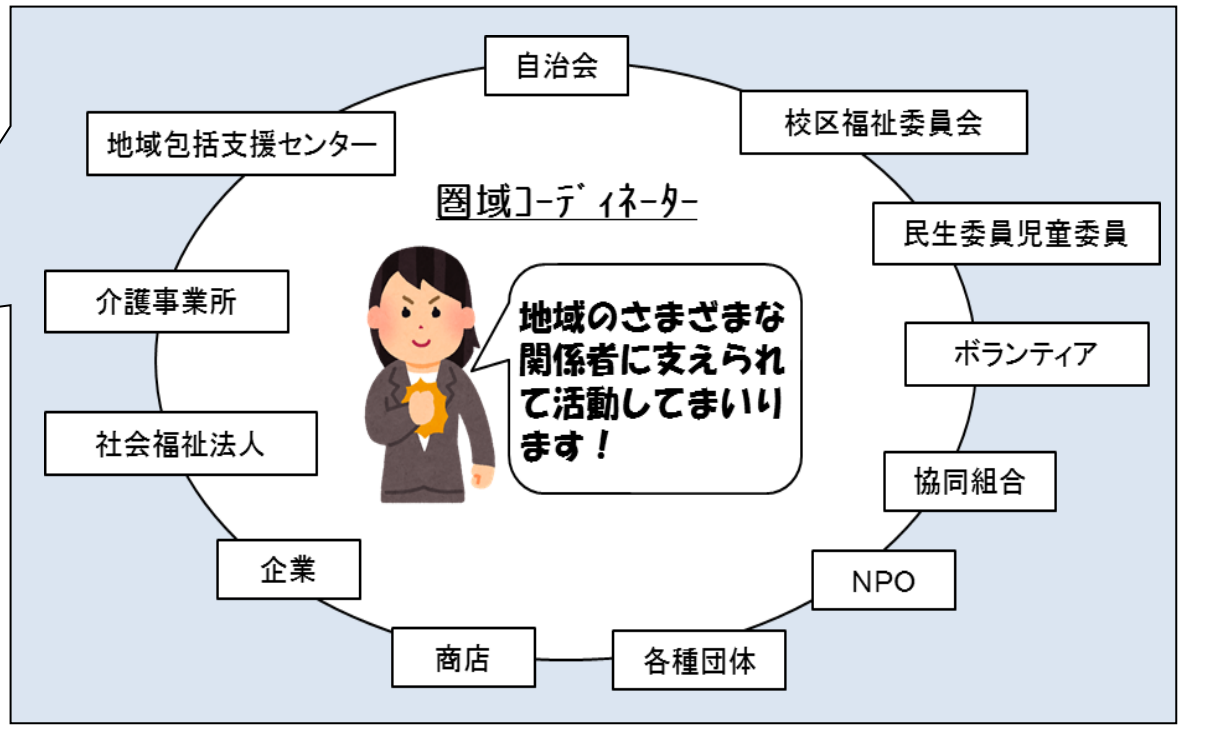 自治会
校区福祉委員会
地域包括支援センター
圏域ｺｰﾃﾞｨﾈｰﾀｰ
民生委員児童委員
介護事業所
地域のさまざまな
関係者に支えられ
て活動してまいり
ます！
ボランティア
社会福祉法人
協同組合
企業
NPO
商店
各種団体